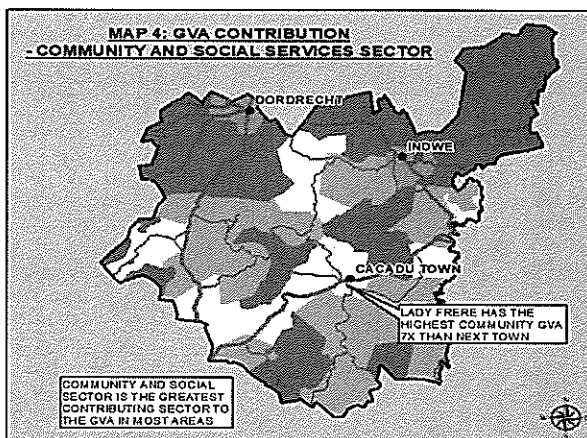 MAP 4: GVA CONTRIBUTION
- COMMUNITY AND SOCIAL SERVICES SECTOR
DORDRECHT
INDWE
CACADU TOWN
LADY FRERE HAS THE
HIGHEST COMMUNITY GVA
7X THAN NEXT TOWN
COMMUNITY AND SOCIAL
SECTOR IS THE GREATEST
CONTRIBUTING SECTOR TO
THE GVA IN MOST AREAS